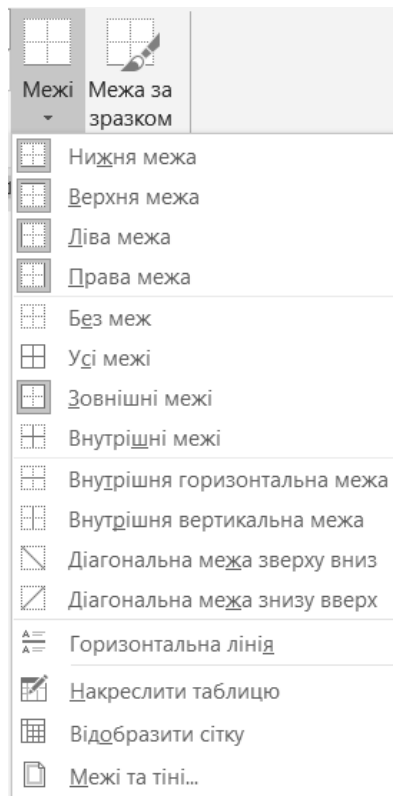 Межі Межа за
зразком
Нижня межа
Верхня межа
Ліва межа
Права межа
Без меж
Усі межі
Зовнішні межі
Внутрішні межі
Внутрішня горизонтальна межа
Внутрішня вертикальна межа
Діагональна межа зверху вниз
Діагональна межа знизу вверх
Горизонтальна лінія
Накреслити таблицю
Відобразити сітку
Межі та тіні...